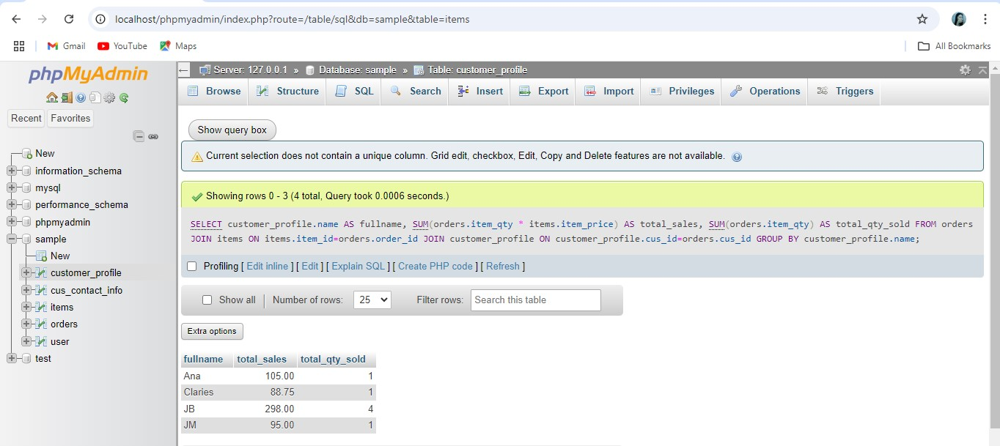 localhost/phpmyadmin/index.php?route=/table/sql&db=sample&table=items
Gmail YouTube Maps All Bookmarks
phpMyAdmin
Recent Favorites
New
information_schema
mysql
performance_schema
phpmyadmin
sample
New
customer_profile
cus_contact_info
items
orders
user
test
Server: 127.0.0.1 » Database: sample » Table: customer_profile
Browse Structure SQL Search Insert Export Import Privileges Operations Triggers
Show query box
Current selection does not contain a unique column. Grid edit, checkbox, Edit, Copy and Delete features are not available.
Showing rows 0 - 3 (4 total, Query took 0.0006 seconds.)
SELECT customer_profile.name AS fullname, SUM(orders.item_qty * items.item_price) AS total_sales, SUM(orders.item_qty) AS total_qty_sold FROM orders
JOIN items ON items.item_id=orders.order_id JOIN customer_profile ON customer_profile.cus_id=orders.cus_id GROUP BY customer_profile.name;
Profiling [ Edit inline ] [ Edit ] [ Explain SQL ] [ Create PHP code ] [ Refresh ]
Show all | Number of rows: 25 Filter rows: Search this table
Extra options
fullname total_sales total_qty_sold
Ana 105.00 1
Claries 88.75 1
JB 298.00 4
JM 95.00 1